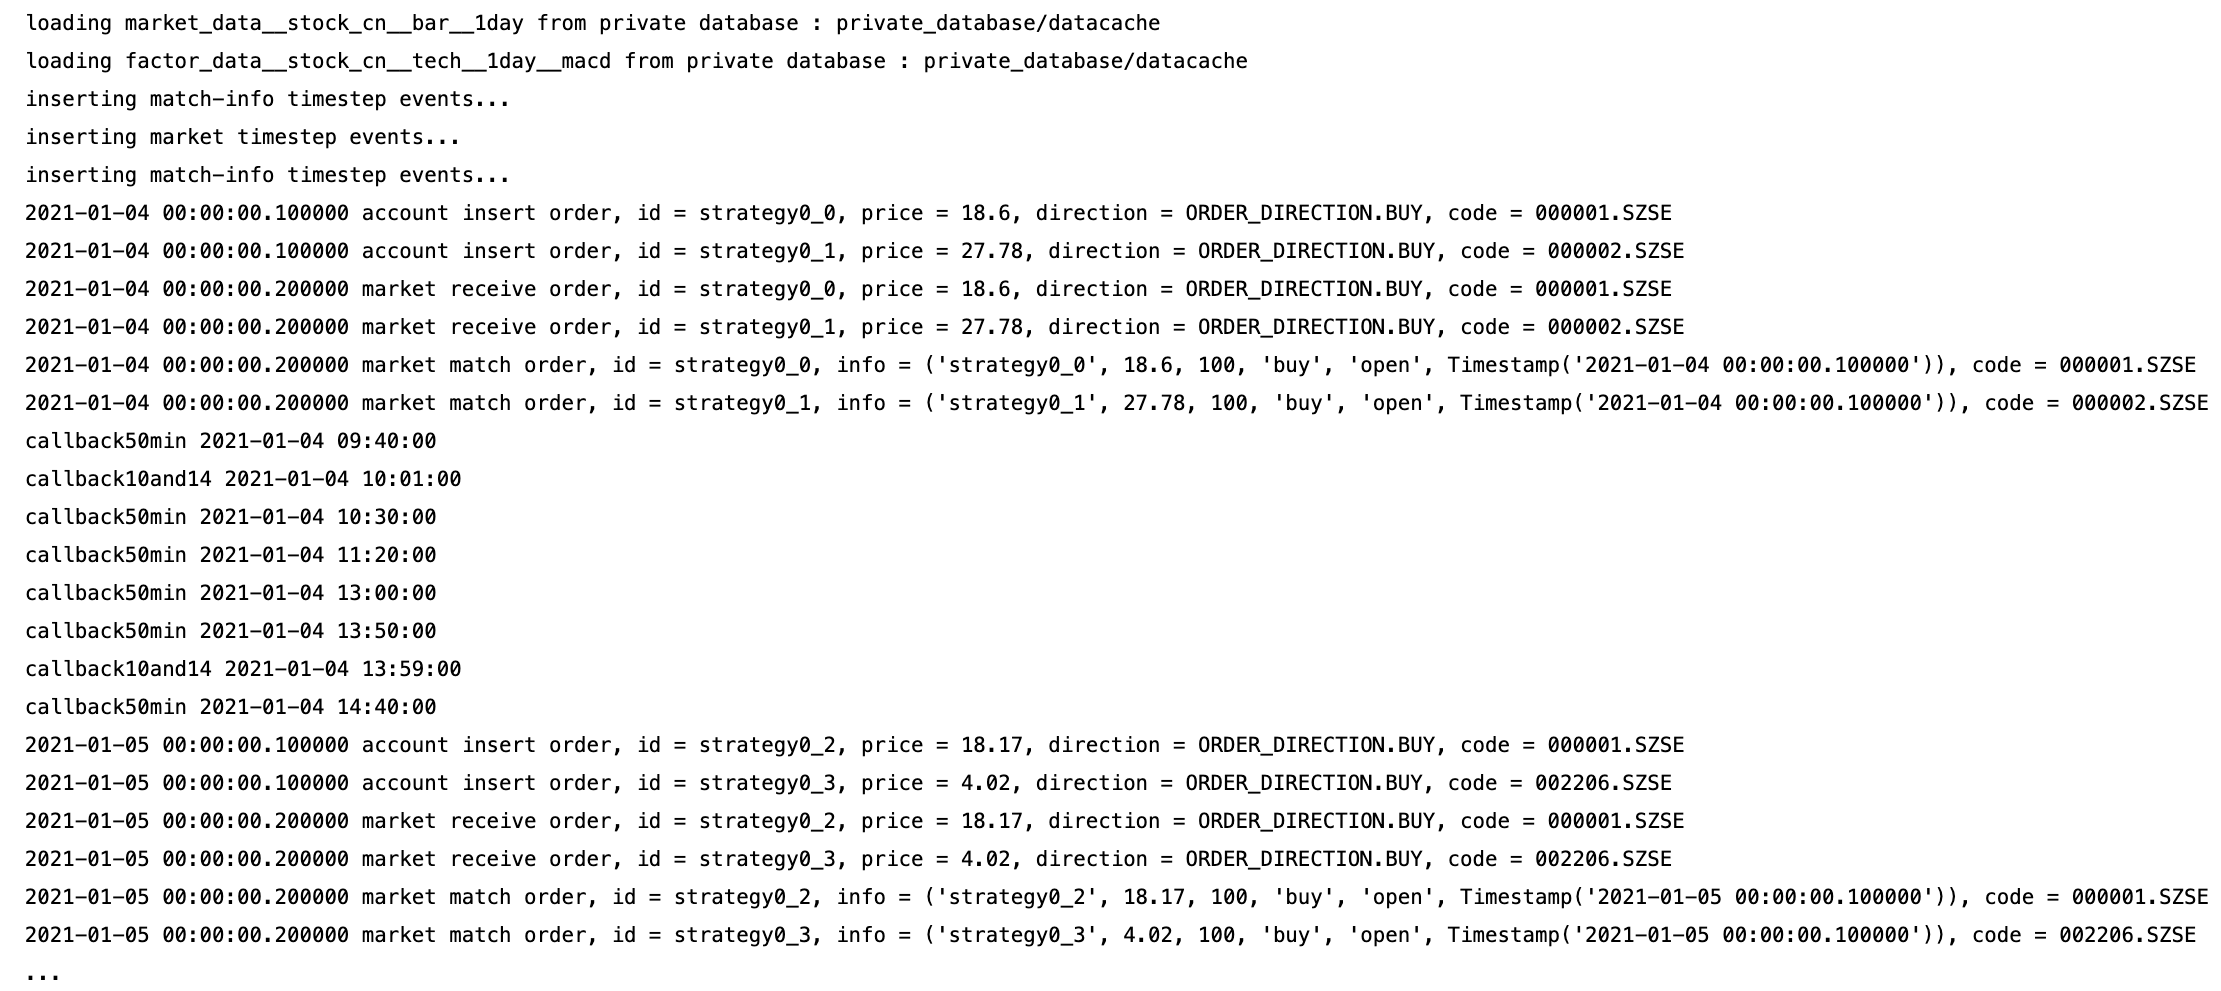 loading market_data__stock_cn__bar__1day from private database : private_database/datacache
loading factor_data__stock_cn__tech__1day__macd from private database : private_database/datacache
inserting match-info timestep events...
inserting market timestep events...
inserting match-info timestep events...
2021-01-04 00:00:00.100000 account insert order, id = strategy0_0, price = 18.6, direction = ORDER_DIRECTION.BUY, code = 000001.SZSE
2021-01-04 00:00:00.100000 account insert order, id = strategy0_1, price = 27.78, direction = ORDER_DIRECTION.BUY, code = 000002.SZSE
2021-01-04 00:00:00.200000 market receive order, id = strategy0_0, price = 18.6, direction = ORDER_DIRECTION.BUY, code = 000001.SZSE
2021-01-04 00:00:00.200000 market receive order, id = strategy0_1, price = 27.78, direction = ORDER_DIRECTION.BUY, code = 000002.SZSE
2021-01-04 00:00:00.200000 market match order, id = strategy0_0, info = ('strategy0_0', 18.6, 100, 'buy', 'open', Timestamp('2021-01-04 00:00:00.100000')), code = 000001.SZSE
2021-01-04 00:00:00.200000 market match order, id = strategy0_1, info = ('strategy0_1', 27.78, 100, 'buy', 'open', Timestamp('2021-01-04 00:00:00.100000')), code = 000002.SZSE
callback50min 2021-01-04 09:40:00
callback10and14 2021-01-04 10:01:00
callback50min 2021-01-04 10:30:00
callback50min 2021-01-04 11:20:00
callback50min 2021-01-04 13:00:00
callback50min 2021-01-04 13:50:00
callback10and14 2021-01-04 13:59:00
callback50min 2021-01-04 14:40:00
2021-01-05 00:00:00.100000 account insert order, id = strategy0_2, price = 18.17, direction = ORDER_DIRECTION.BUY, code = 000001.SZSE
2021-01-05 00:00:00.100000 account insert order, id = strategy0_3, price = 4.02, direction = ORDER_DIRECTION.BUY, code = 002206.SZSE
2021-01-05 00:00:00.200000 market receive order, id = strategy0_2, price = 18.17, direction = ORDER_DIRECTION.BUY, code = 000001.SZSE
2021-01-05 00:00:00.200000 market receive order, id = strategy0_3, price = 4.02, direction = ORDER_DIRECTION.BUY, code = 002206.SZSE
2021-01-05 00:00:00.200000 market match order, id = strategy0_2, info = ('strategy0_2', 18.17, 100, 'buy', 'open', Timestamp('2021-01-05 00:00:00.100000')), code = 000001.SZSE
2021-01-05 00:00:00.200000 market match order, id = strategy0_3, info = ('strategy0_3', 4.02, 100, 'buy', 'open', Timestamp('2021-01-05 00:00:00.100000')), code = 002206.SZSE
...